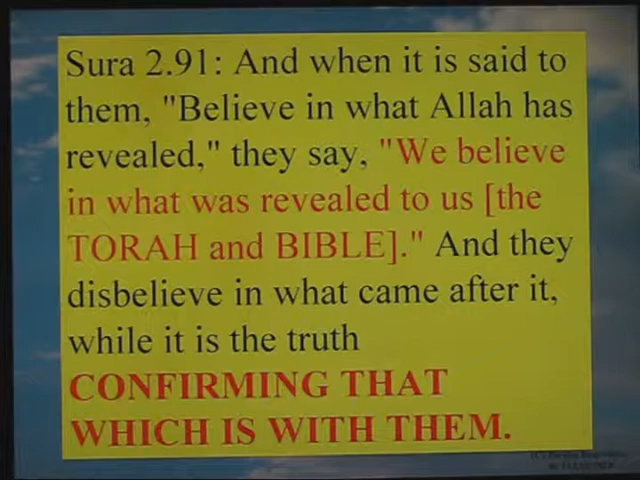 Sura 2.91: And when it is said to
them, "Believe in what Allah has
revealed," they say, "We believe
in what was revealed to us [the
TORAH and BIBLE]." And they
disbelieve in what came after it,
while it is the truth
CONFIRMING THAT
WHICH IS WITH THEM.